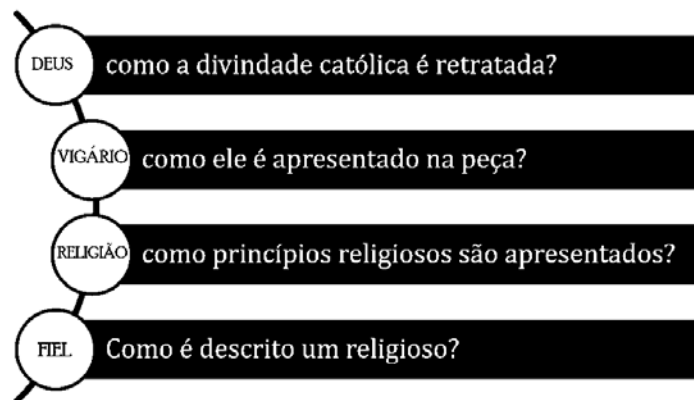 DEUS como a divindade católica é retratada?
VIGÁRIO como ele é apresentado na peça?
RELIGIÃO como princípios religiosos são apresentados?
FIEL Como é descrito um religioso?